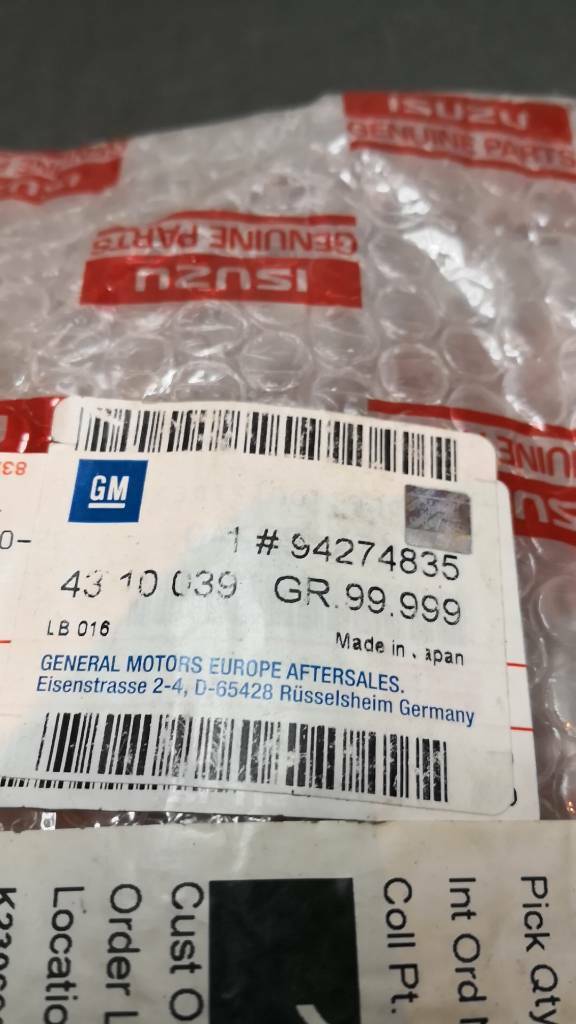 ISUZU
GENUINE PARTS
ISUZU
GENUINE PARTS
ISUZU
GM
1 # 94274835
43 10 039 GR.99.999
LB 016
Made in Japan
GENERAL MOTORS EUROPE AFTERSALES.
Eisenstrasse 2-4, D-65428 Rüsselsheim Germany
Pick Qty
Int Ord
Coll Pt.
Cust O
Order L
Locatio